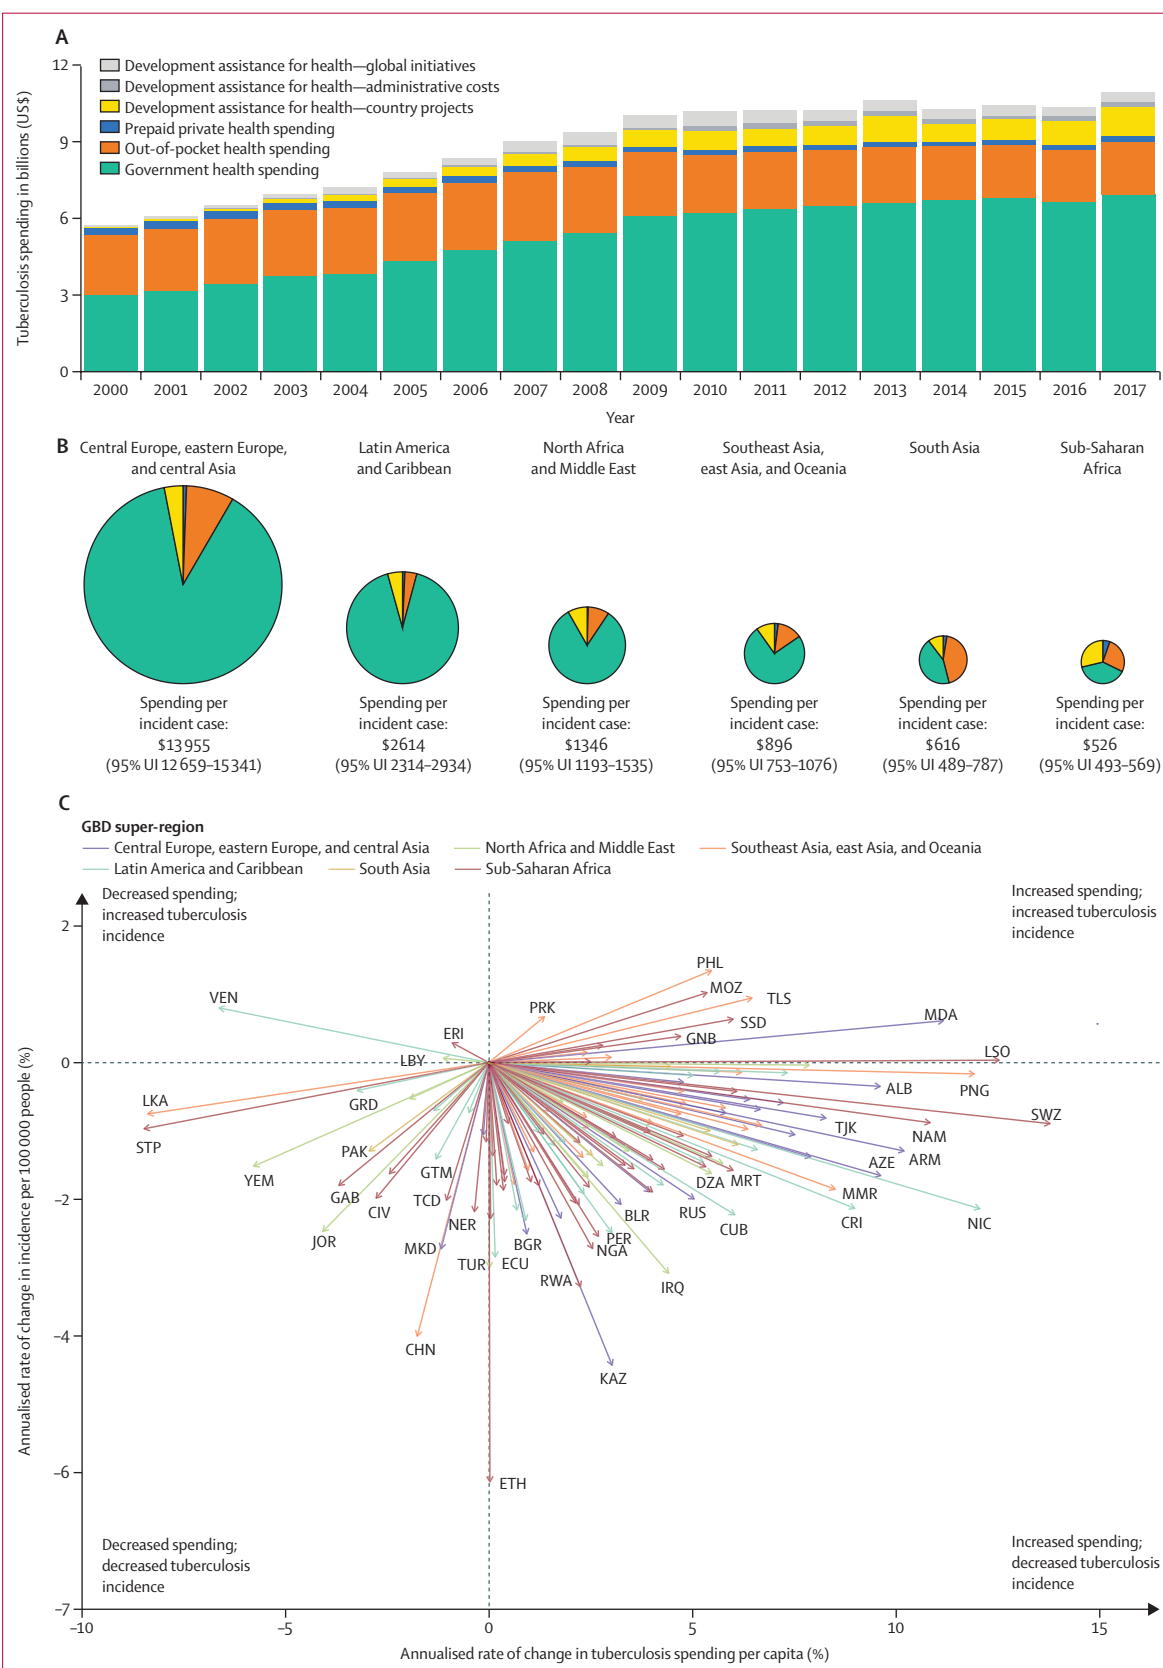 A
12
9
6
3
0
Tuberculosis spending in billions (US$)
Development assistance for health—global initiatives
Development assistance for health—administrative costs
Development assistance for health—country projects
Prepaid private health spending
Out-of-pocket health spending
Government health spending
2000 2001 2002 2003 2004 2005 2006 2007 2008 2009 2010 2011 2012 2013 2014 2015 2016 2017
Year
B
Central Europe, eastern Europe,
and central Asia
Latin America
and Caribbean
North Africa
and Middle East
Southeast Asia,
east Asia, and Oceania
South Asia
Sub-Saharan
Africa
Spending per
incident case:
$13 955
(95% UI 12 659–15 341)
Spending per
incident case:
$2614
(95% UI 2314–2934)
Spending per
incident case:
$1346
(95% UI 1193–1535)
Spending per
incident case:
$896
(95% UI 753–1076)
Spending per
incident case:
$616
(95% UI 489–787)
Spending per
incident case:
$526
(95% UI 493–569)
C
GBD super-region
Central Europe, eastern Europe, and central Asia
North Africa and Middle East
Southeast Asia, east Asia, and Oceania
Latin America and Caribbean
South Asia
Sub-Saharan Africa
Decreased spending;
increased tuberculosis
incidence
Increased spending;
increased tuberculosis
incidence
2
0
–2
–4
–6
–7
Annualised rate of change in incidence per 100 000 people (%)
PHL
MOZ
TLS
VEN
PRK
SSD
MDA
ERI
GNB
LBY
LSO
ALB
PNG
LKA
GRD
SWZ
STP
TJK
NAM
PAK
AZE
ARM
YEM
GTM
DZA
MRT
GAB
TCD
MMR
CIV
NER
BLR
RUS
CUB
CRI
NIC
JOR
MKD
BGR
PER
NGA
TUR
ECU
RWA
IRQ
CHN
KAZ
ETH
Decreased spending;
decreased tuberculosis
incidence
Increased spending;
decreased tuberculosis
incidence
–10
–5
0
5
10
15
Annualised rate of change in tuberculosis spending per capita (%)